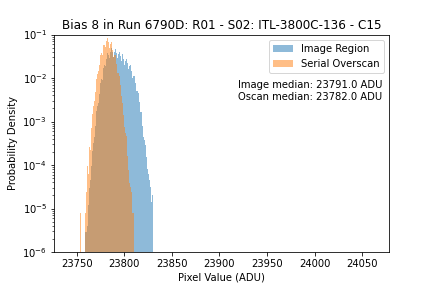 Bias 8 in Run 6790D: R01 - S02: ITL-3800C-136 - C15
Image Region
Serial Overscan
Image median: 23791.0 ADU
Oscan median: 23782.0 ADU
Probability Density
10⁻¹
10⁻²
10⁻³
10⁻⁴
10⁻⁵
10⁻⁶
23750 23800 23850 23900 23950 24000 24050
Pixel Value (ADU)